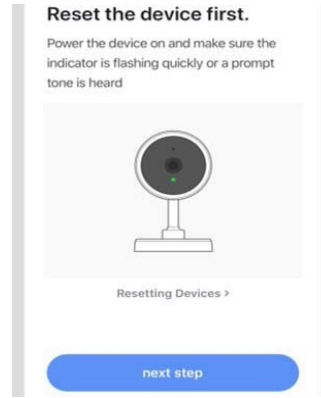 Reset the device first.
Power the device on and make sure the
indicator is flashing quickly or a prompt
tone is heard
Resetting Devices >
next step